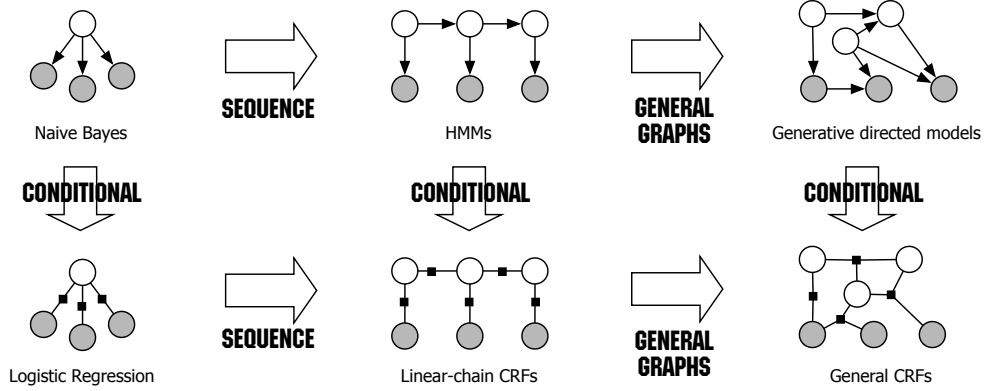 SEQUENCE
GENERAL
GRAPHS
Naive Bayes
HMMs
Generative directed models
CONDITIONAL
CONDITIONAL
CONDITIONAL
SEQUENCE
GENERAL
GRAPHS
Logistic Regression
Linear-chain CRFs
General CRFs